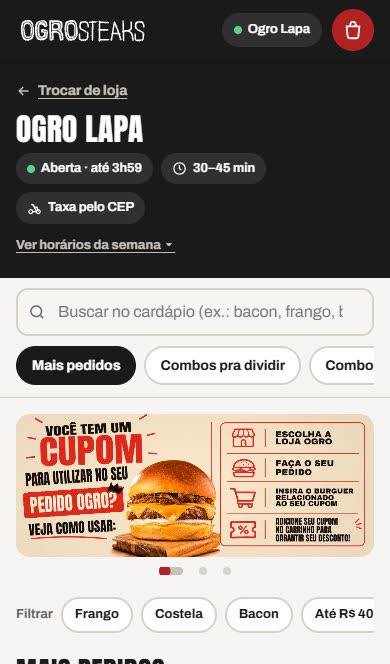 OGROSTEAKS
Ogro Lapa
Trocar de loja
OGRO LAPA
Aberta · até 3h59
30–45 min
Taxa pelo CEP
Ver horários da semana
Buscar no cardápio (ex.: bacon, frango, b
Mais pedidos
Combos pra dividir
Combo
VOCÊ TEM UM
CUPOM
PARA UTILIZAR NO SEU
PEDIDO OGRO?
VEJA COMO USAR:
ESCOLHA A
LOJA OGRO
FAÇA O SEU
PEDIDO
INSIRA O BURGUER
RELACIONADO
AO SEU CUPOM
ADICIONE SEU CUPOM
NO CARRINHO PARA
GARANTIR SEU DESCONTO!
Filtrar
Frango
Costela
Bacon
Até R$ 40
MAIS PEDIDOS